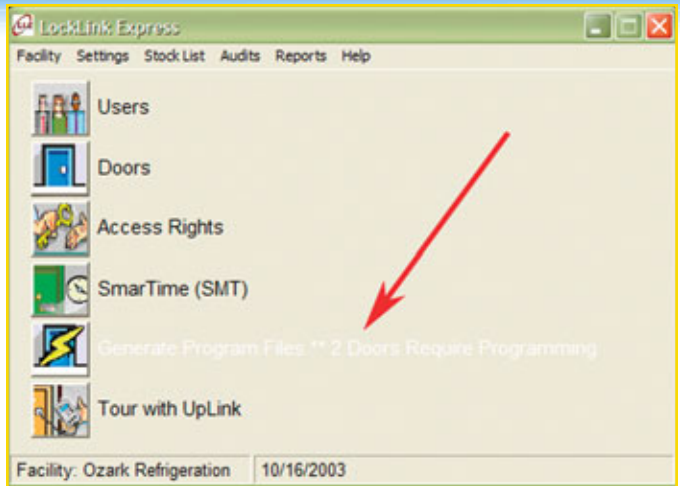 LockLink Express
Facility Settings Stock List Audits Reports Help
Users
Doors
Access Rights
SmarTime (SMT)
Generate Program Files ** 2 Doors Require Programming
Tour with UpLink
Facility: Ozark Refrigeration 10/16/2003